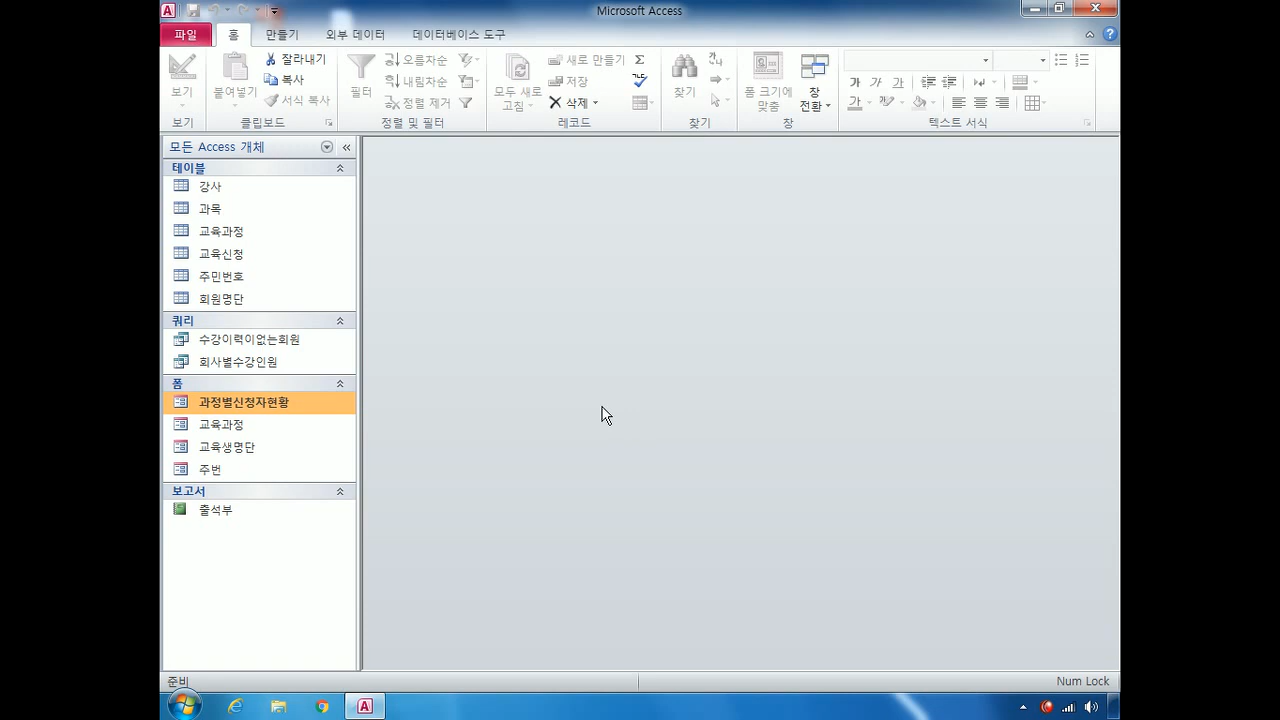 Microsoft Access
파일 홈 만들기 외부 데이터 데이터베이스 도구
보기
보기
붙여넣기
잘라내기
복사
서식 복사
클립보드
필터
오름차순
내림차순
정렬 제거
정렬 및 필터
모두 새로
고침
새로 만들기
저장
삭제
레코드
찾기
찾기
폼 크기에
맞춤
창
전환
창
가 가 가
가
텍스트 서식
모든 Access 개체
테이블
강사
과목
교육과정
교육신청
주민번호
회원명단
쿼리
수강이력이없는회원
회사별수강인원
폼
과정별신청자현황
교육과정
교육생명단
주번
보고서
출석부
준비
Num Lock